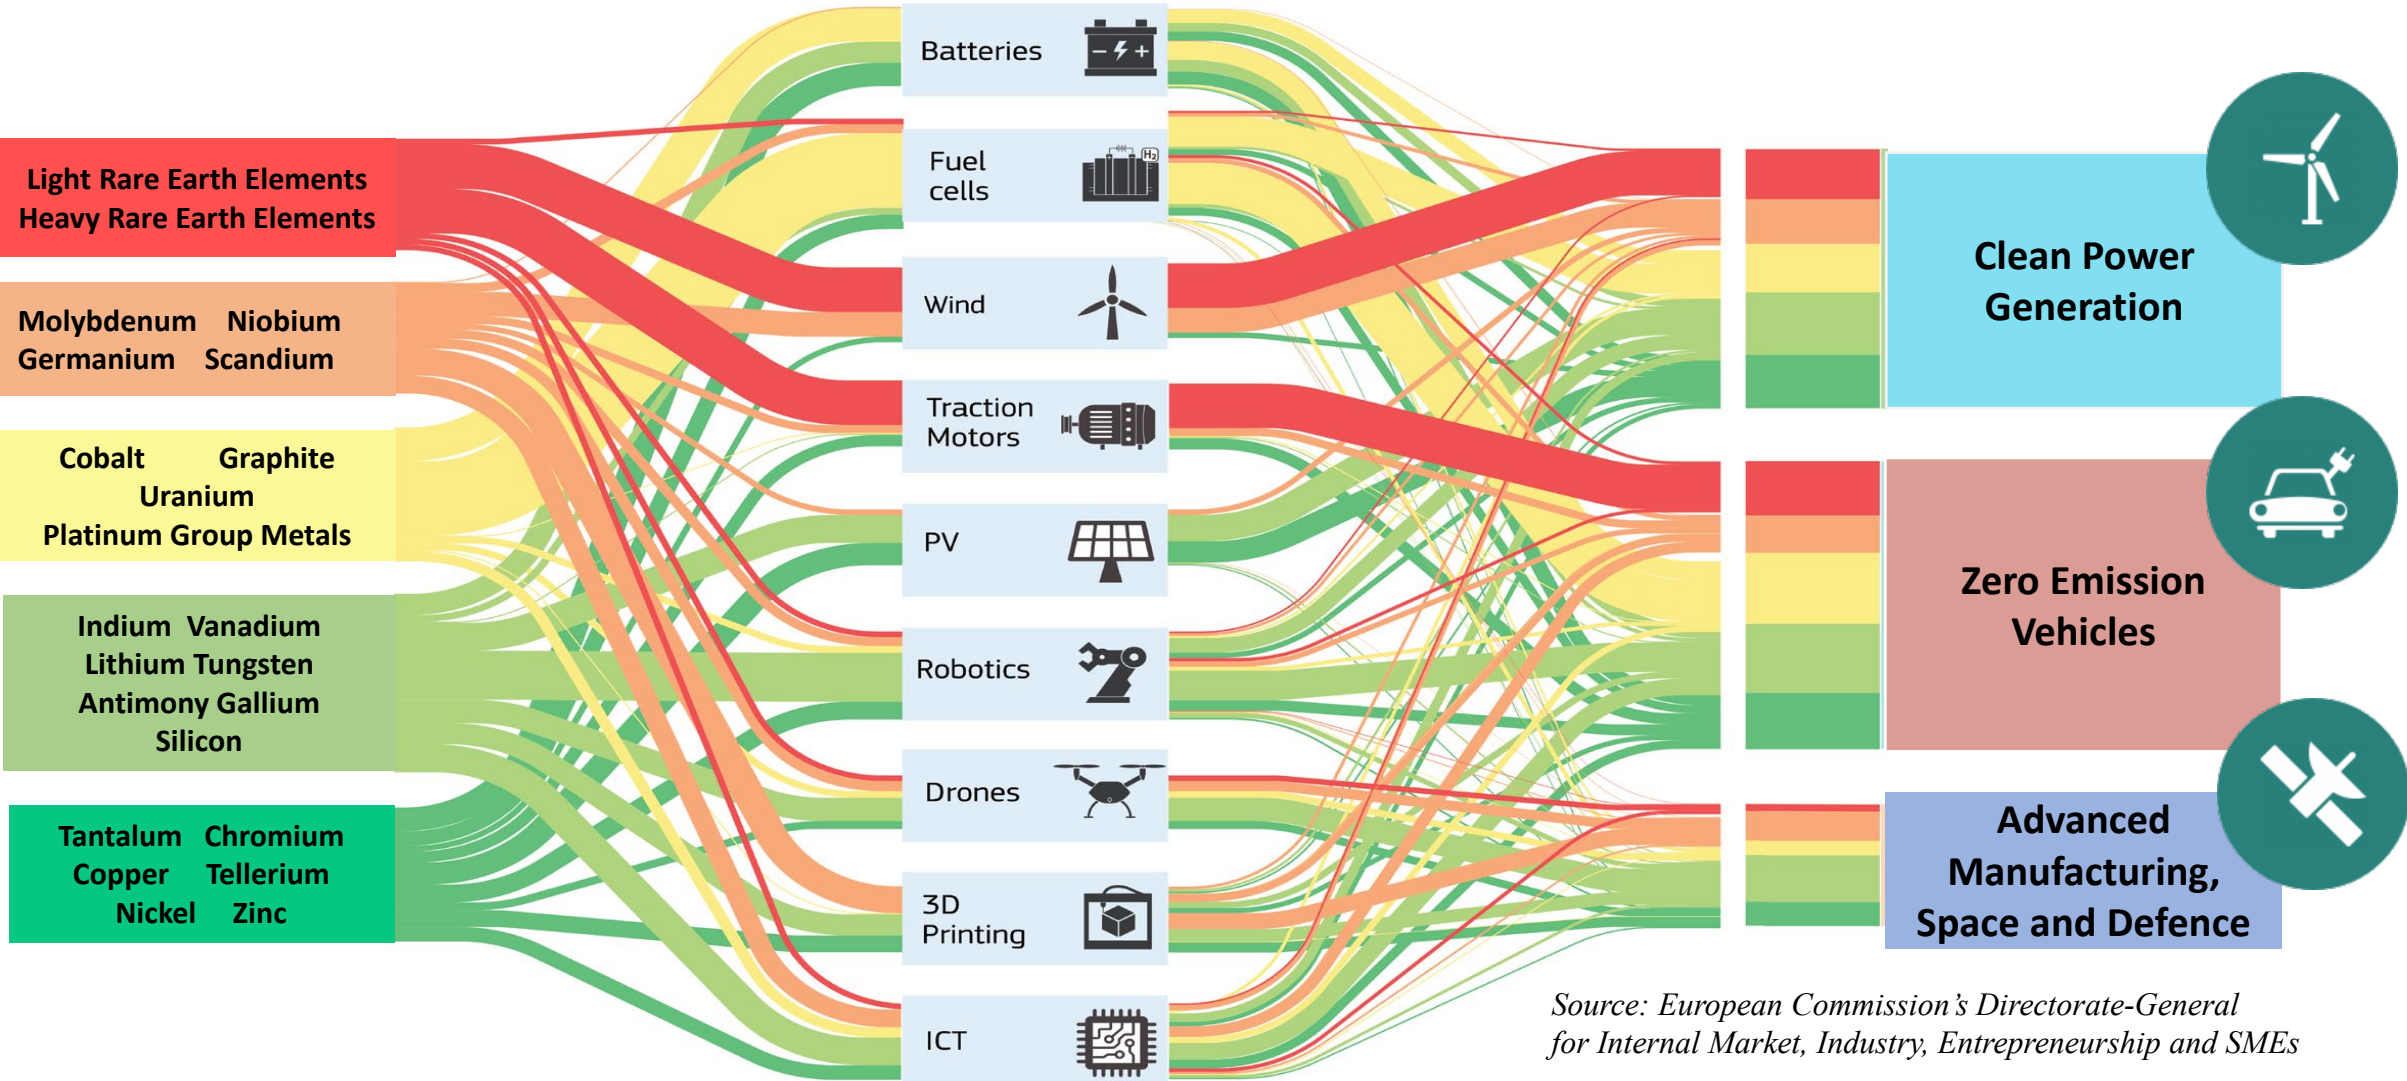 Light Rare Earth Elements
Heavy Rare Earth Elements
Molybdenum Niobium
Germanium Scandium
Cobalt Graphite
Uranium
Platinum Group Metals
Indium Vanadium
Lithium Tungsten
Antimony Gallium
Silicon
Tantalum Chromium
Copper Tellerium
Nickel Zinc
Batteries
Fuel
cells
H2
Wind
Traction
Motors
PV
Robotics
Drones
3D
Printing
ICT
Clean Power
Generation
Zero Emission
Vehicles
Advanced
Manufacturing,
Space and Defence
Source: European Commission’s Directorate-General
for Internal Market, Industry, Entrepreneurship and SMEs